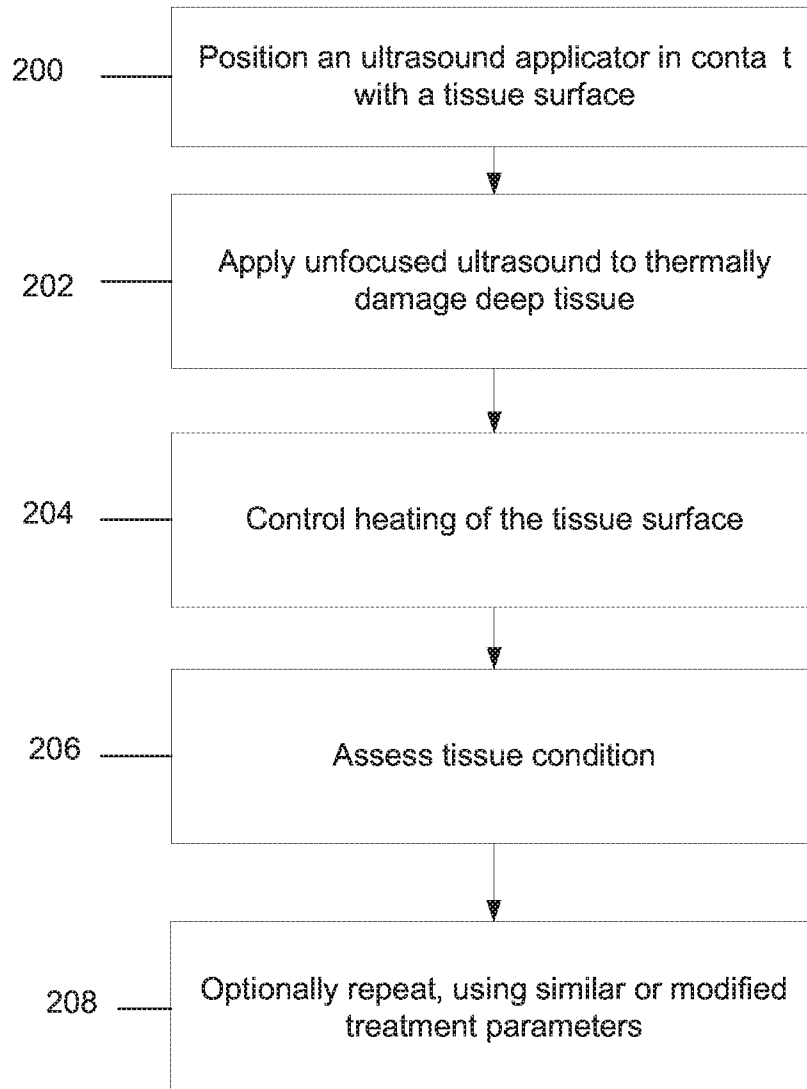 200
Position an ultrasound applicator in conta t
with a tissue surface
202
Apply unfocused ultrasound to thermally
damage deep tissue
204
Control heating of the tissue surface
206
Assess tissue condition
208
Optionally repeat, using similar or modified
treatment parameters